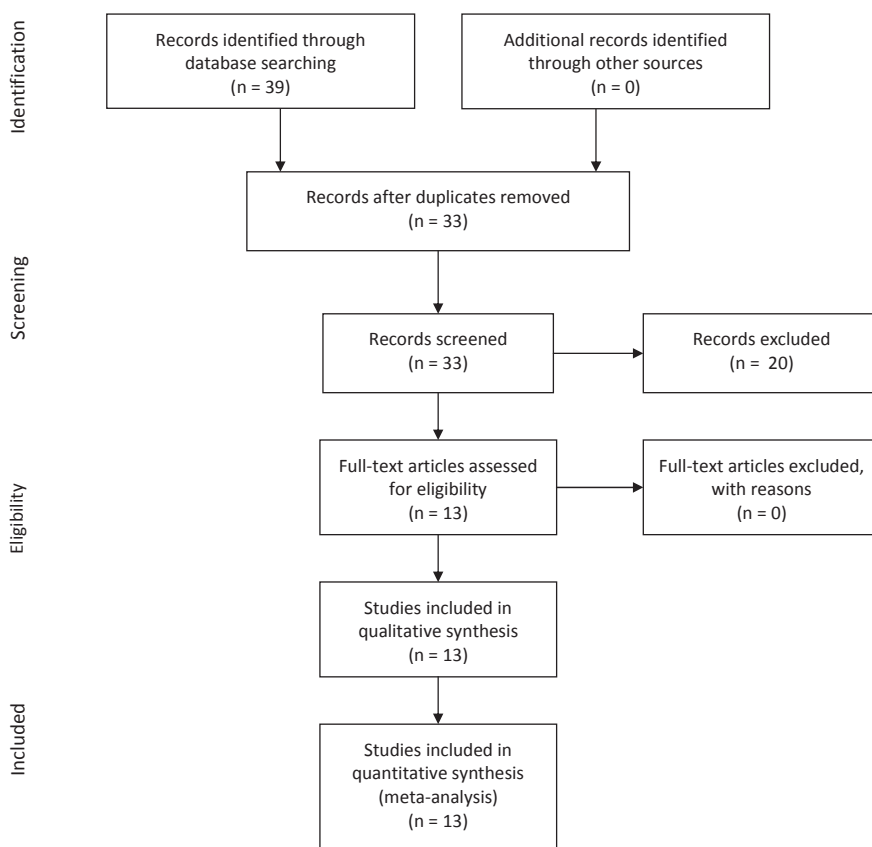 Identification
Records identified through
database searching
(n = 39)
Additional records identified
through other sources
(n = 0)
Records after duplicates removed
(n = 33)
Screening
Records screened
(n = 33)
Records excluded
(n =  20)
Eligibility
Full-text articles assessed
for eligibility
(n = 13)
Full-text articles excluded,
with reasons
(n = 0)
Studies included in
qualitative synthesis
(n = 13)
Included
Studies included in
quantitative synthesis
(meta-analysis)
(n = 13)